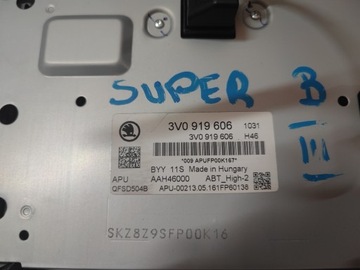 SUPER B
III
3V0 919 606 1031
3V0 919 606 H46
*009 APUFP00K167*
BYY 11S Made in Hungary
APU AAH46000 ABT_High-2
QFSD504B APU-00213.05.161FP60136
SKZ8Z9SFP00K16